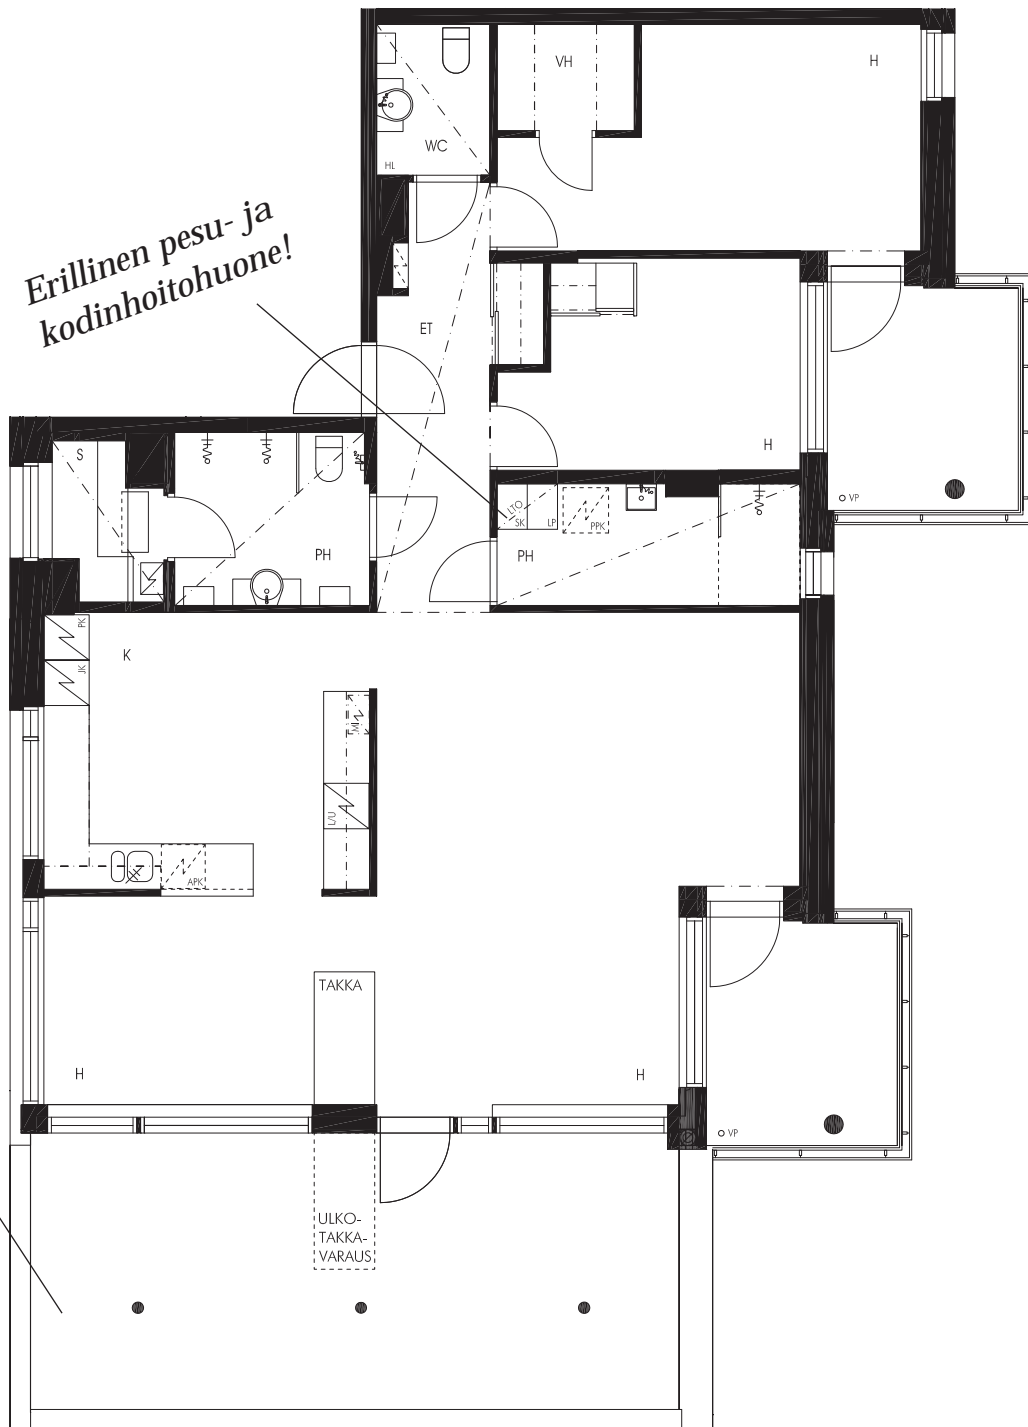 VH
H
WC
HL
Erillinen pesu- ja
kodinhoitohuone!
ET
S
H
VP
LTO
SK
LP
PPK
PH
PH
PK
JK
K
MI
L/U
APK
TAKKA
H
H
VP
ULKO-
TAKKA-
VARAUS